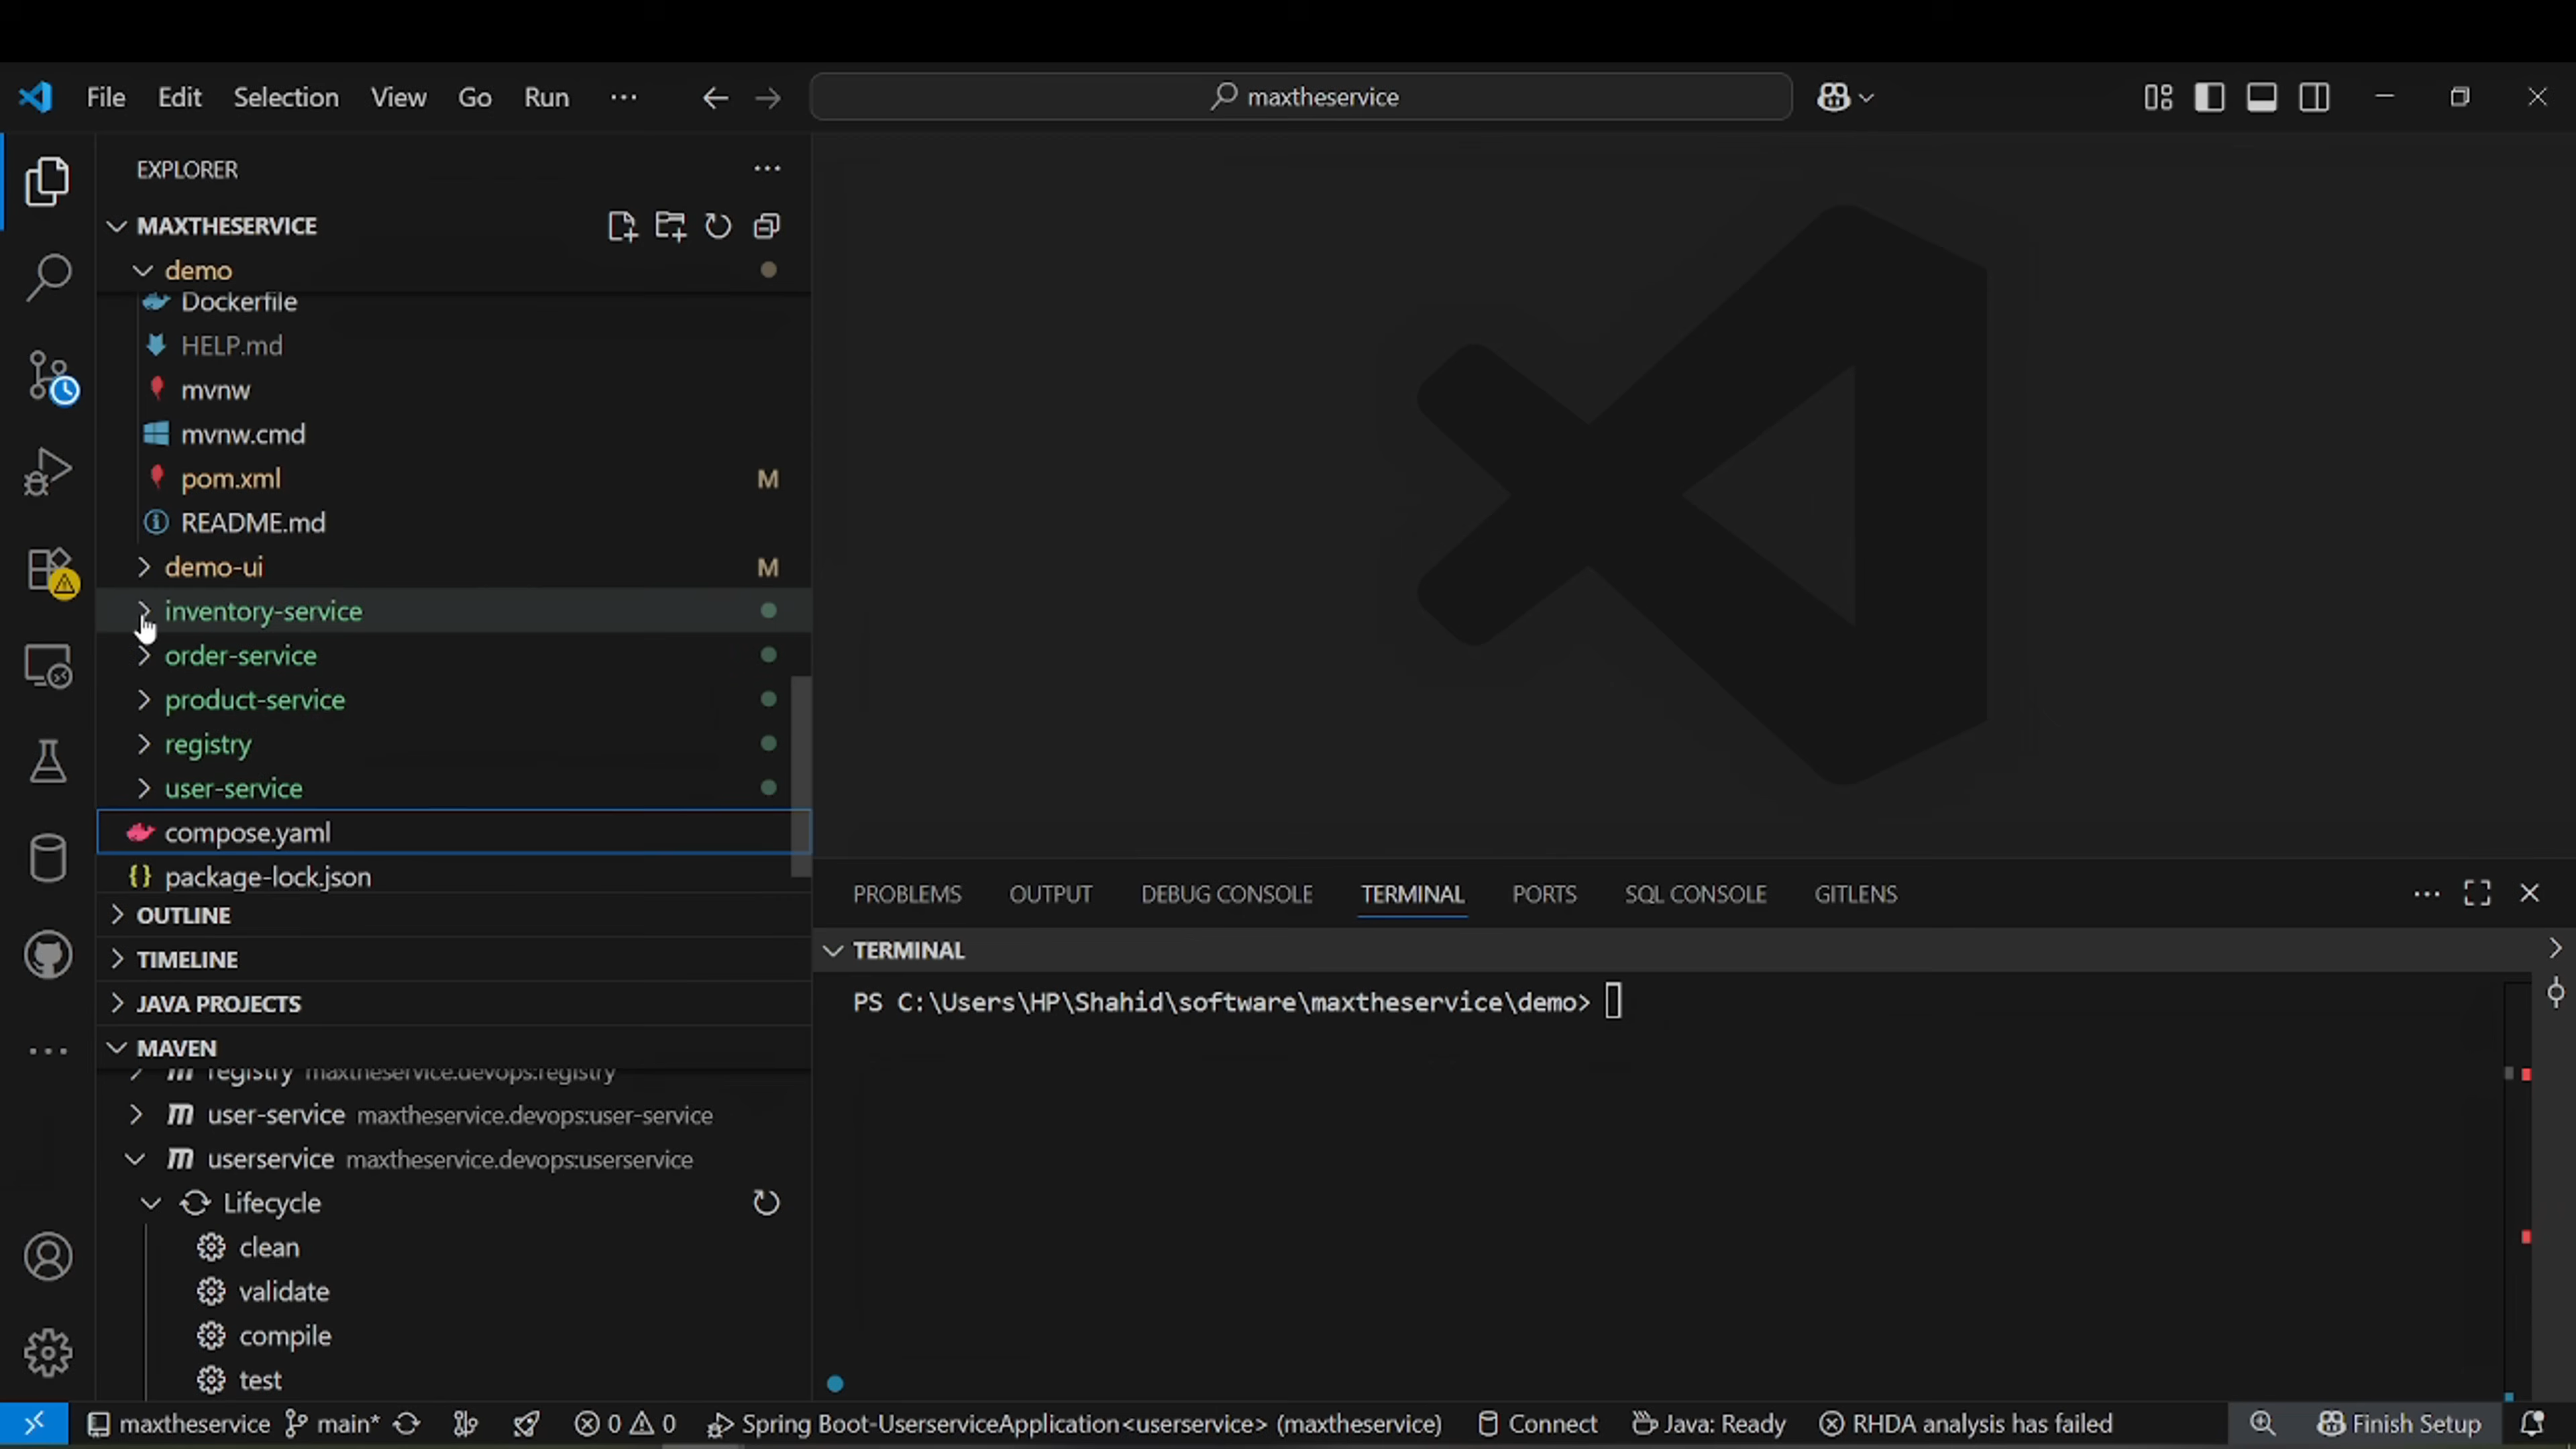 File Edit Selection View Go Run ··· maxtheservice
EXPLORER
MAXTHESERVICE
demo
Dockerfile
HELP.md
mvnw
mvnw.cmd
pom.xml M
README.md
demo-ui M
inventory-service
order-service
product-service
registry
user-service
compose.yaml
{} package-lock.json
OUTLINE
TIMELINE
JAVA PROJECTS
MAVEN
registry maxtheservice.devops:registry
user-service maxtheservice.devops:user-service
userservice maxtheservice.devops:userservice
Lifecycle
clean
validate
compile
test
PROBLEMS OUTPUT DEBUG CONSOLE TERMINAL PORTS SQL CONSOLE GITLENS
TERMINAL
PS C:\Users\HP\Shahid\software\maxtheservice\demo>
maxtheservice main* 0 0 Spring Boot-UserserviceApplication<userservice> (maxtheservice) Connect Java: Ready RHDA analysis has failed Finish Setup